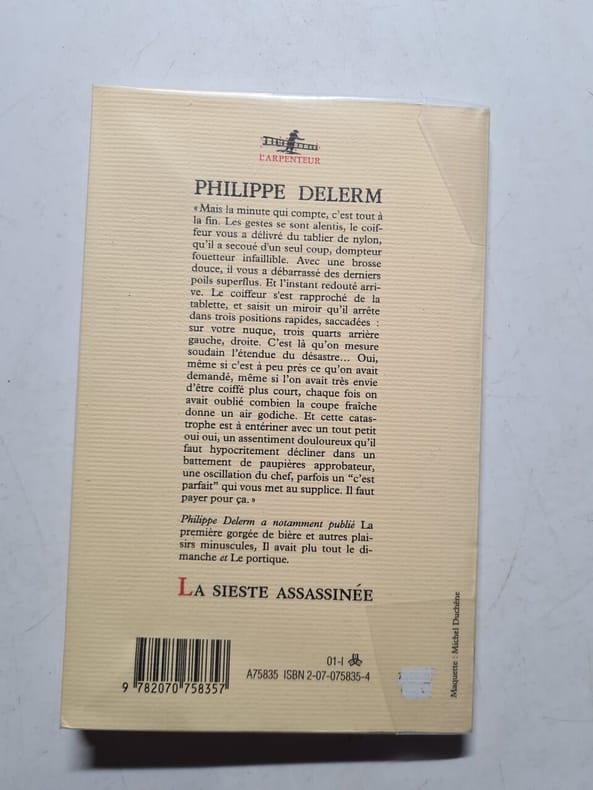 L'ARPENTEUR
PHILIPPE DELERM
« Mais la minute qui compte, c'est tout à
la fin. Les gestes se sont alentis, le coif-
feur vous a délivré du tablier de nylon,
qu'il a secoué d'un seul coup, dompteur
fouetteur infaillible. Avec une brosse
douce, il vous a débarrassé des derniers
poils superflus. Et l'instant redouté arri-
ve. Le coiffeur s'est rapproché de la
tablette, et saisit un miroir qu'il arrête
dans trois positions rapides, saccadées :
sur votre nuque, trois quarts arrière
gauche, droite. C'est là qu'on mesure
soudain l'étendue du désastre... Oui,
même si c'est à peu près ce qu'on avait
demandé, même si l'on avait très envie
d'être coiffé plus court, chaque fois on
avait oublié combien la coupe fraîche
donne un air godiche. Et cette catas-
trophe est à entériner avec un tout petit
oui oui, un assentiment douloureux qu'il
faut hypocritement décliner dans un
battement de paupières approbateur,
une oscillation du chef, parfois un “c'est
parfait” qui vous met au supplice. Il faut
payer pour ça. »
Philippe Delerm a notamment publié La
première gorgée de bière et autres plai-
sirs minuscules, Il avait plu tout le di-
manche et Le portique.
LA SIESTE ASSASSINÉE
01-I
A75835 ISBN 2-07-075835-4
9 782070 758357
Maquette : Michel Duchêne